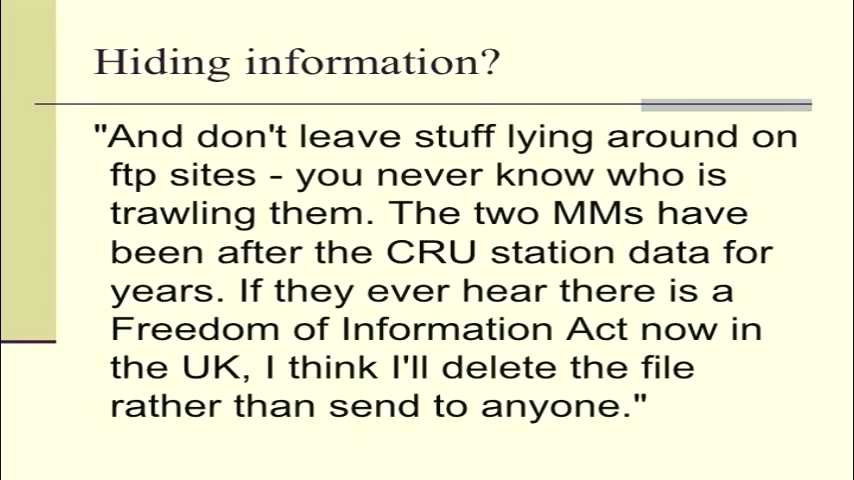 Hiding information?
"And don't leave stuff lying around on
ftp sites - you never know who is
trawling them. The two MMs have
been after the CRU station data for
years. If they ever hear there is a
Freedom of Information Act now in
the UK, I think I'll delete the file
rather than send to anyone."